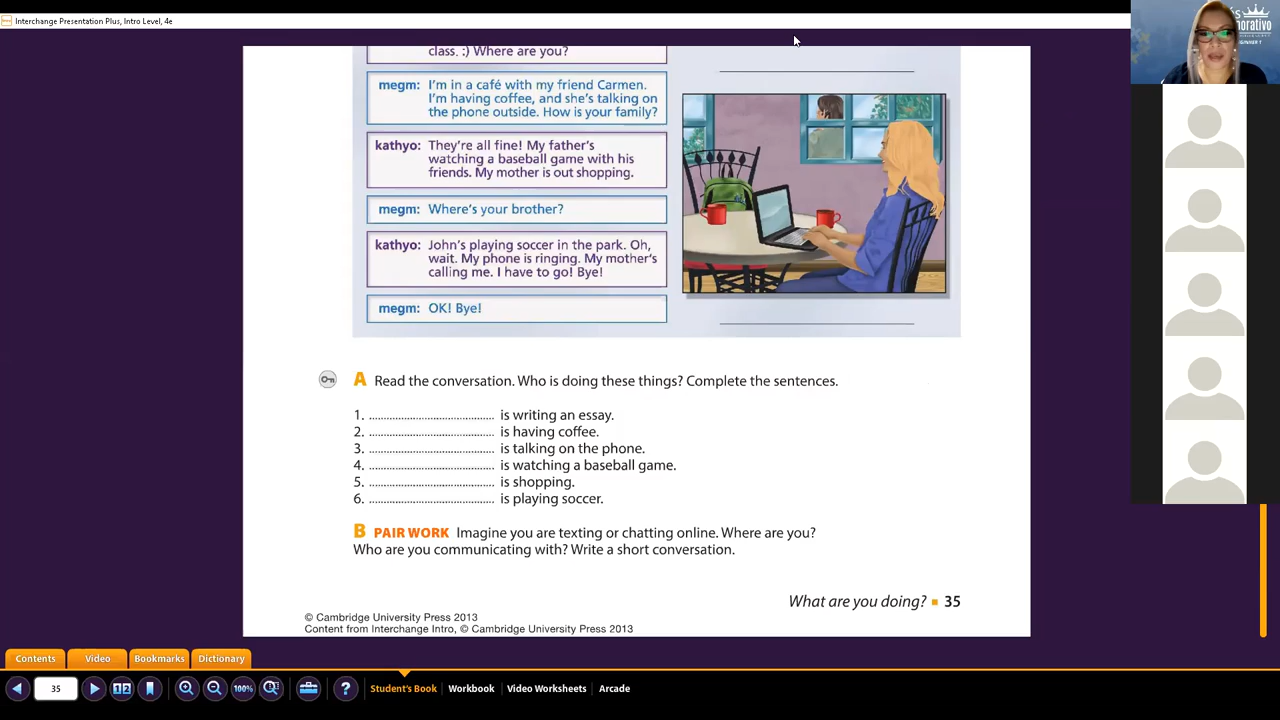 Interchange Presentation Plus, Intro Level, 4e
class. :) Where are you?
megm: I'm in a café with my friend Carmen.
I'm having coffee, and she's talking on
the phone outside. How is your family?
kathyo: They're all fine! My father's
watching a baseball game with his
friends. My mother is out shopping.
megm: Where's your brother?
kathyo: John's playing soccer in the park. Oh,
wait. My phone is ringing. My mother's
calling me. I have to go! Bye!
megm: OK! Bye!
A Read the conversation. Who is doing these things? Complete the sentences.
1. ........................................... is writing an essay.
2. ........................................... is having coffee.
3. ........................................... is talking on the phone.
4. ........................................... is watching a baseball game.
5. ........................................... is shopping.
6. ........................................... is playing soccer.
B PAIR WORK Imagine you are texting or chatting online. Where are you?
Who are you communicating with? Write a short conversation.
What are you doing? ■ 35
© Cambridge University Press 2013
Content from Interchange Intro, © Cambridge University Press 2013
Contents Video Bookmarks Dictionary
35 1 2 100% ? Student's Book Workbook Video Worksheets Arcade